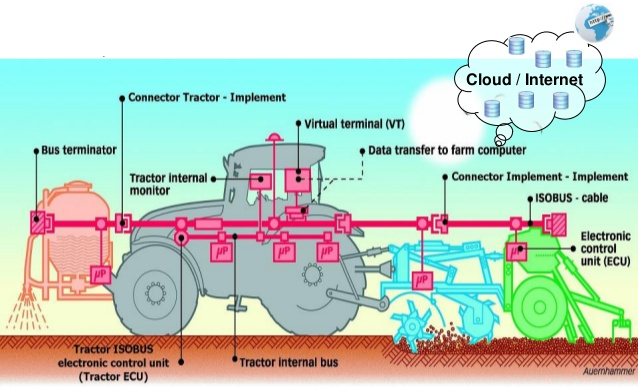 http://
Cloud / Internet
Connector Tractor - Implement
Virtual terminal (VT)
Bus terminator
Data transfer to farm computer
Tractor internal
monitor
Connector Implement - Implement
ISOBUS - cable
Electronic
control
unit (ECU)
µP
µP
µP
µP
µP
µP
Tractor ISOBUS
electronic control unit
(Tractor ECU)
Tractor internal bus
Auernhammer